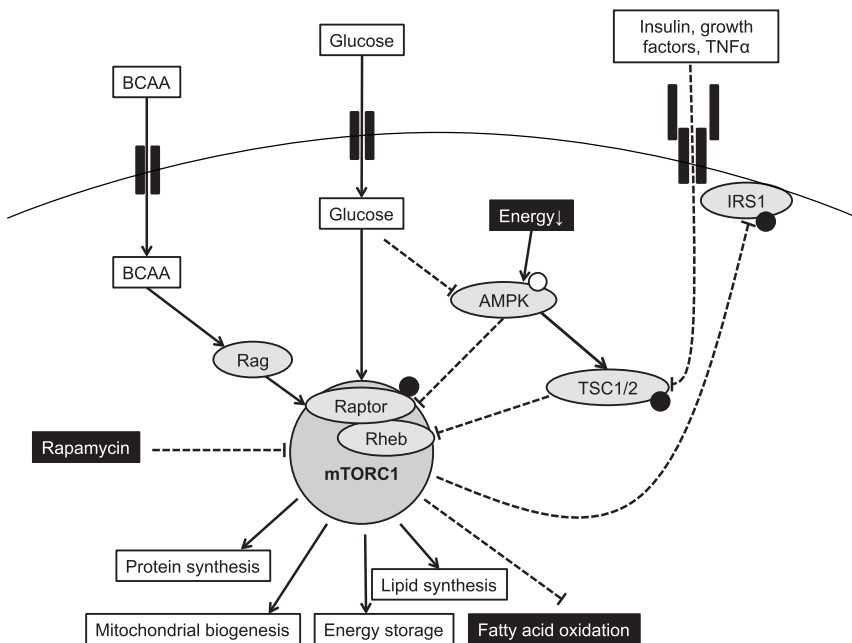 Insulin, growth
factors, TNFα
Glucose
BCAA
IRS1
Glucose
Energy↓
BCAA
AMPK
Rag
TSC1/2
Raptor
Rheb
Rapamycin
mTORC1
Protein synthesis
Lipid synthesis
Mitochondrial biogenesis
Energy storage
Fatty acid oxidation